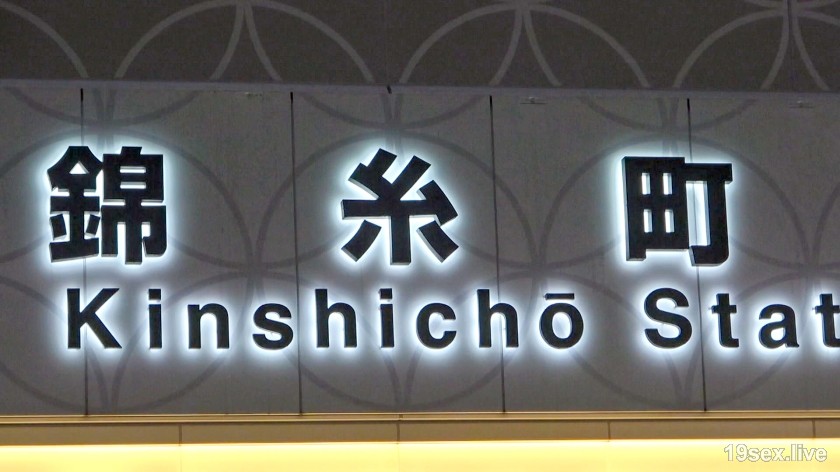 錦糸町
Kinshichō Stat
19sex.live